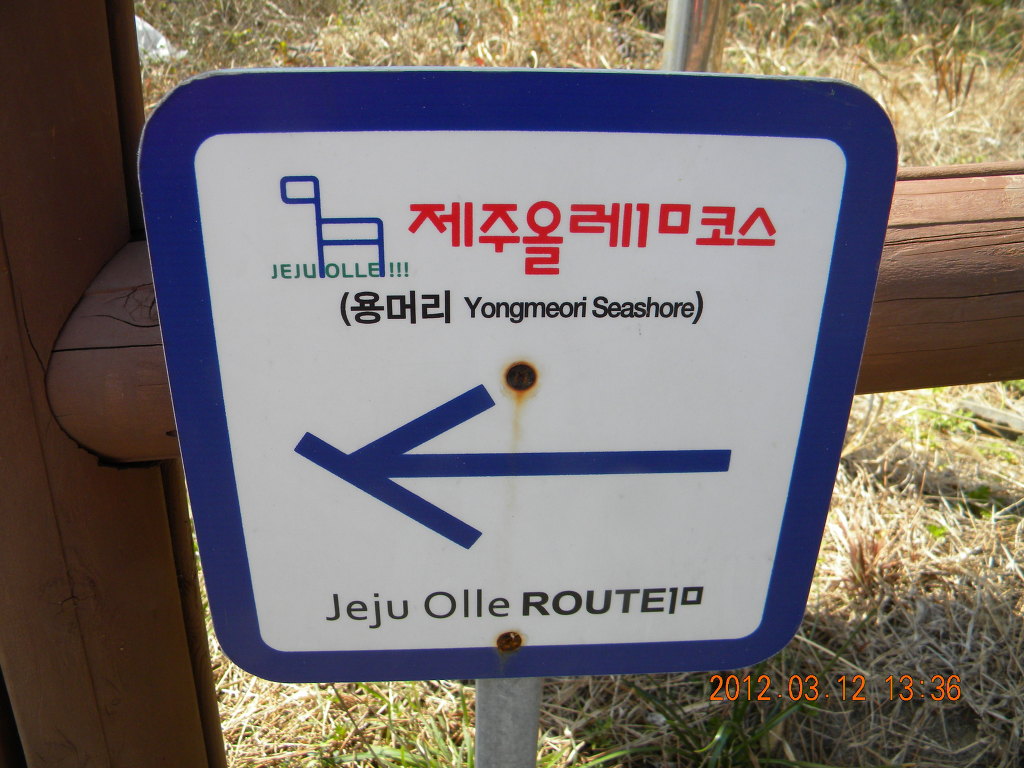 제주올레10코스
JEJU OLLE !!!
(용머리 Yongmeori Seashore)
Jeju Olle ROUTE10
2012.03.12 13:36